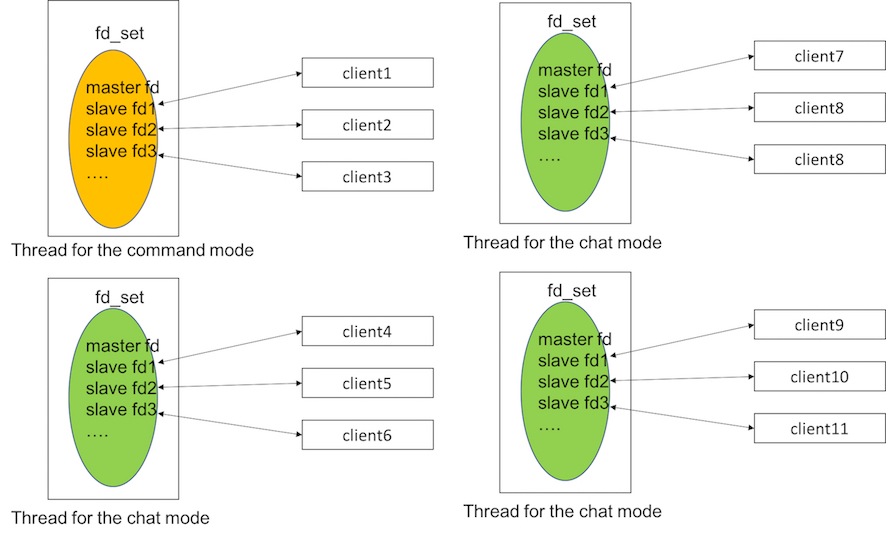 fd_set
master fd
slave fd1
slave fd2
slave fd3
....
client1
client2
client3
Thread for the command mode
fd_set
master fd
slave fd1
slave fd2
slave fd3
....
client7
client8
client8
Thread for the chat mode
fd_set
master fd
slave fd1
slave fd2
slave fd3
....
client4
client5
client6
Thread for the chat mode
fd_set
master fd
slave fd1
slave fd2
slave fd3
....
client9
client10
client11
Thread for the chat mode